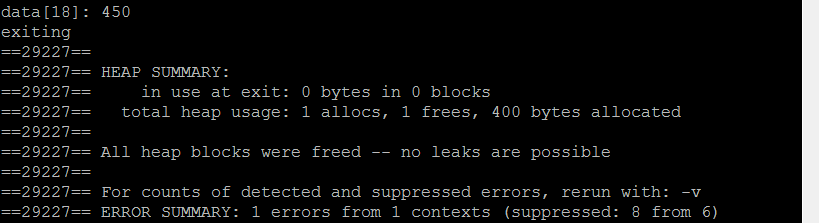 data[18]: 450
exiting
==29227==
==29227== HEAP SUMMARY:
==29227==     in use at exit: 0 bytes in 0 blocks
==29227==   total heap usage: 1 allocs, 1 frees, 400 bytes allocated
==29227==
==29227== All heap blocks were freed -- no leaks are possible
==29227==
==29227== For counts of detected and suppressed errors, rerun with: -v
==29227== ERROR SUMMARY: 1 errors from 1 contexts (suppressed: 8 from 6)